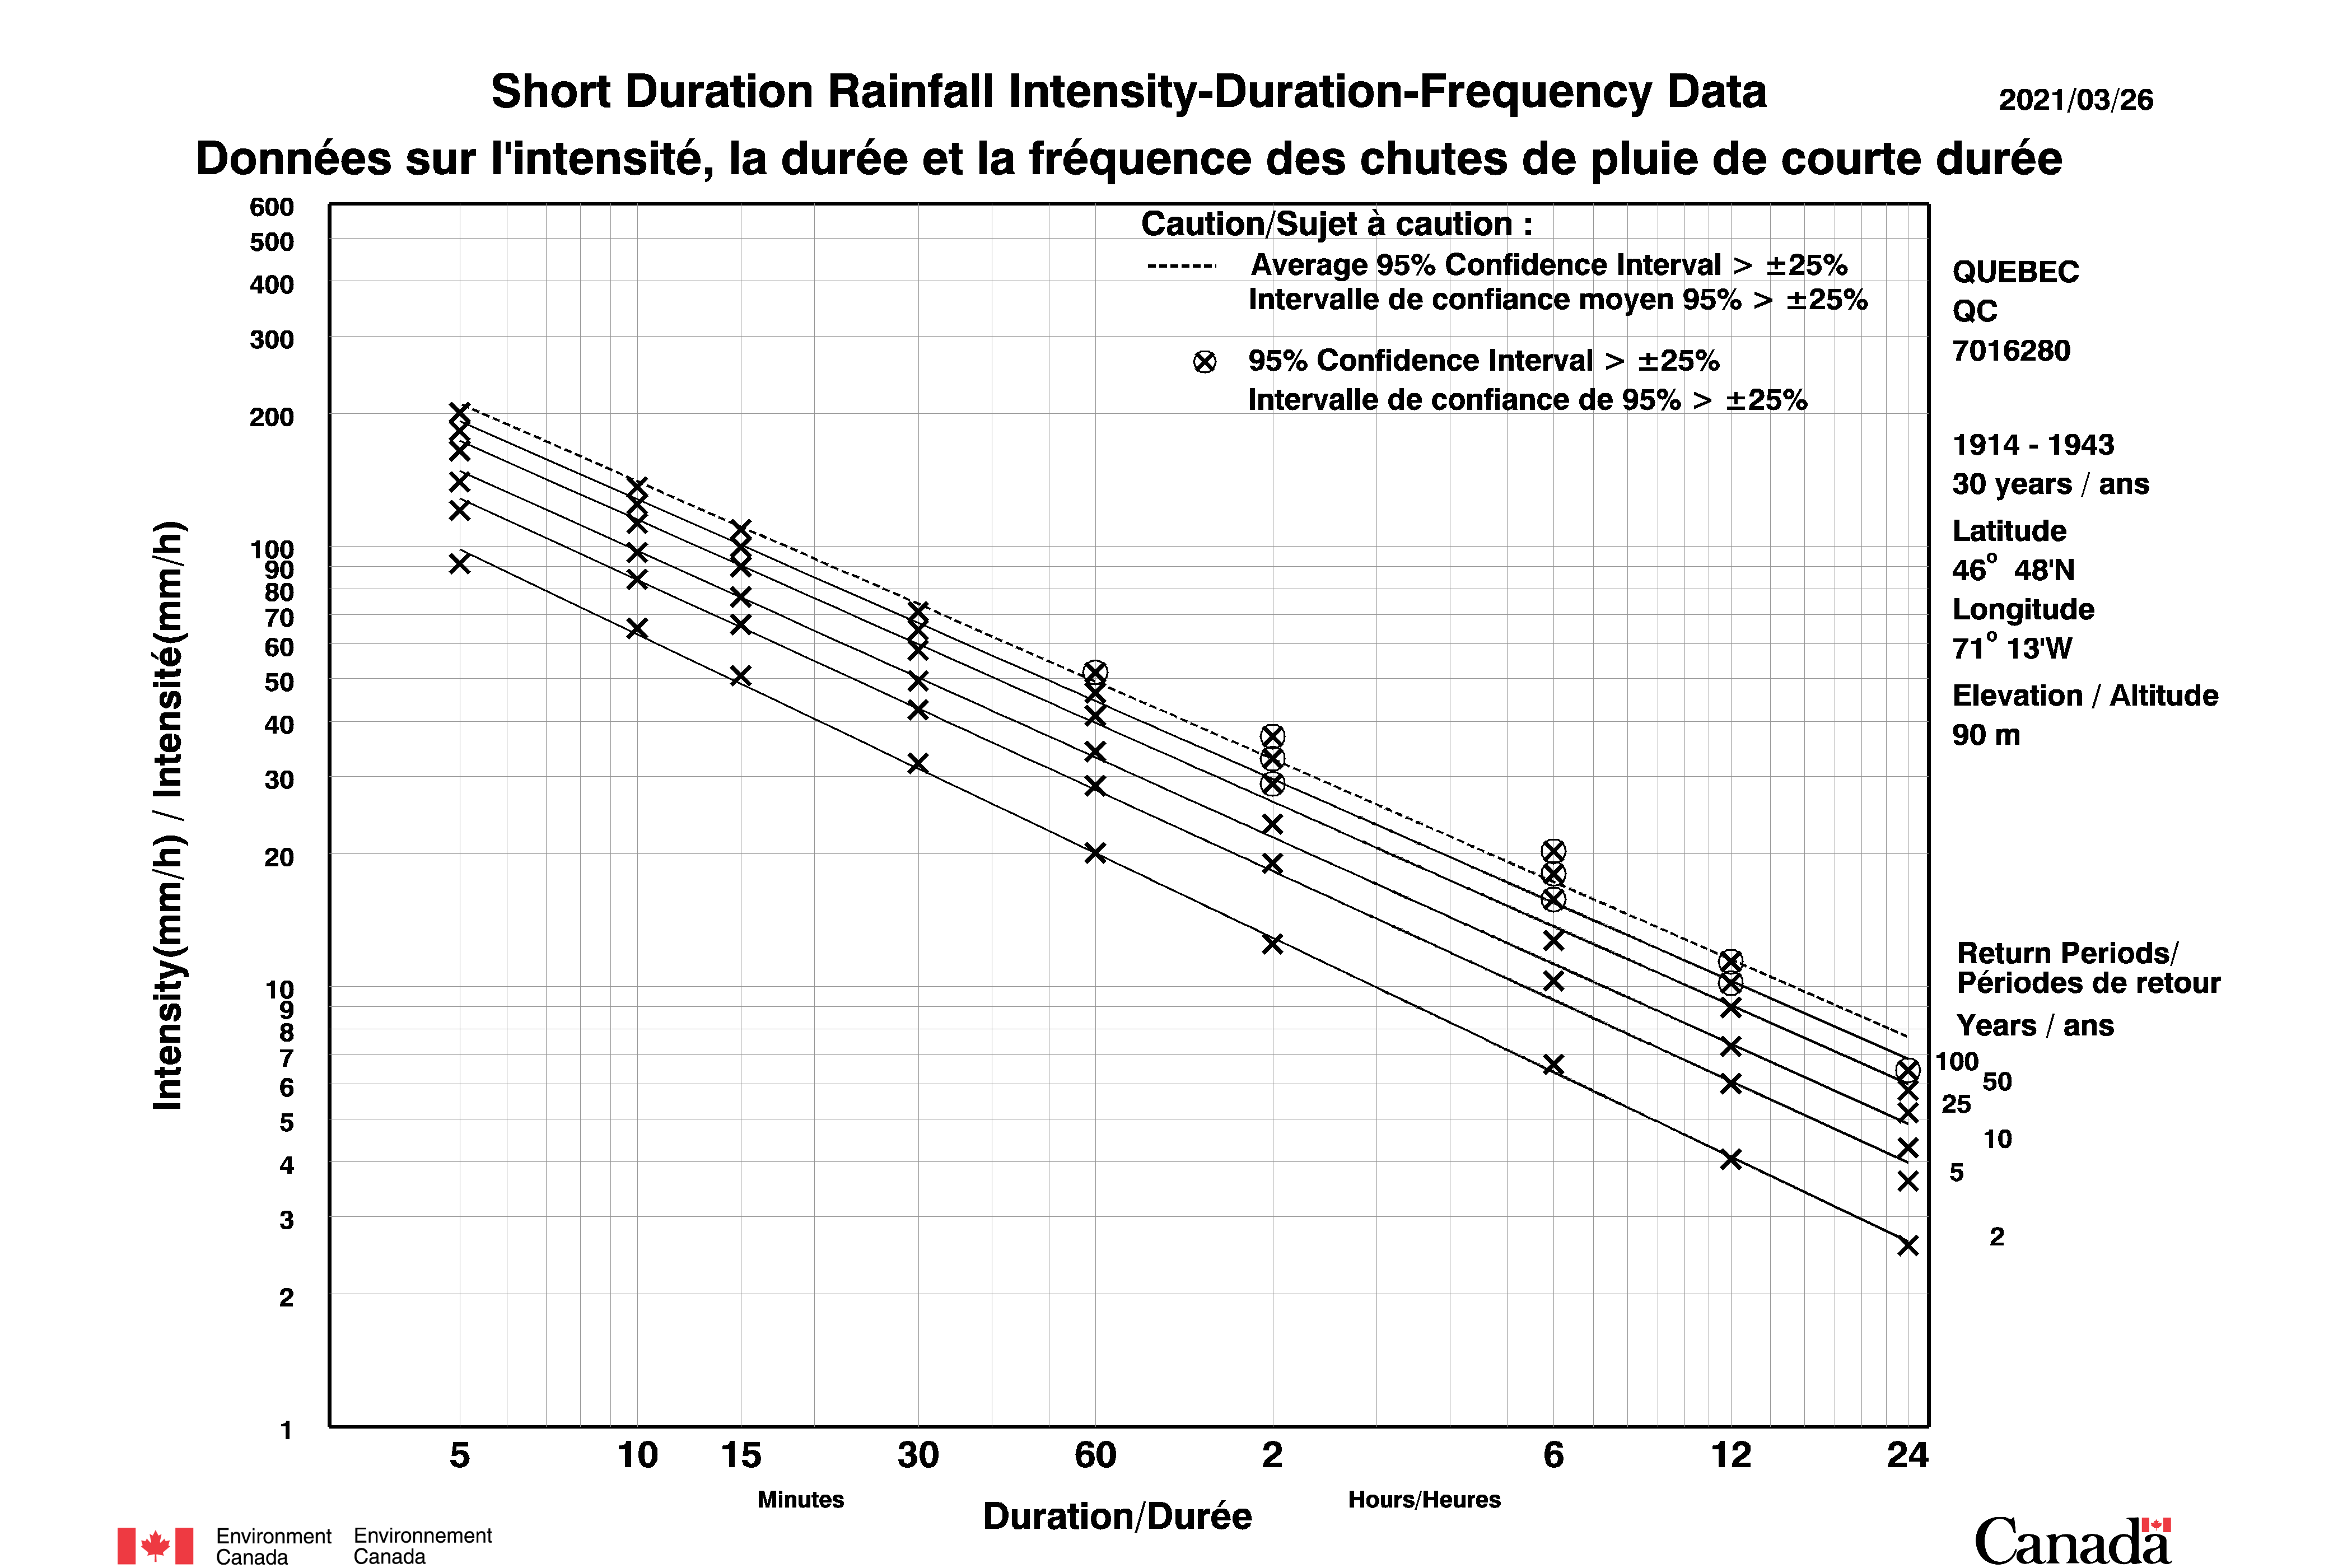 Short Duration Rainfall Intensity-Duration-Frequency Data
2021/03/26
Données sur l'intensité, la durée et la fréquence des chutes de pluie de courte durée
Caution/Sujet à caution :
Average 95% Confidence Interval > ±25%
Intervalle de confiance moyen 95% > ±25%
95% Confidence Interval > ±25%
Intervalle de confiance de 95% > ±25%
QUEBEC
QC
7016280
1914 - 1943
30 years / ans
Latitude
46° 48'N
Longitude
71° 13'W
Elevation / Altitude
90 m
Return Periods/
Périodes de retour
Years / ans
100
50
25
10
5
2
Intensity(mm/h) / Intensité(mm/h)
600
500
400
300
200
100
90
80
70
60
50
40
30
20
10
9
8
7
6
5
4
3
2
1
5 10 15 30 60 2 6 12 24
Minutes
Hours/Heures
Duration/Durée
Environment Environnement
Canada Canada
Canada